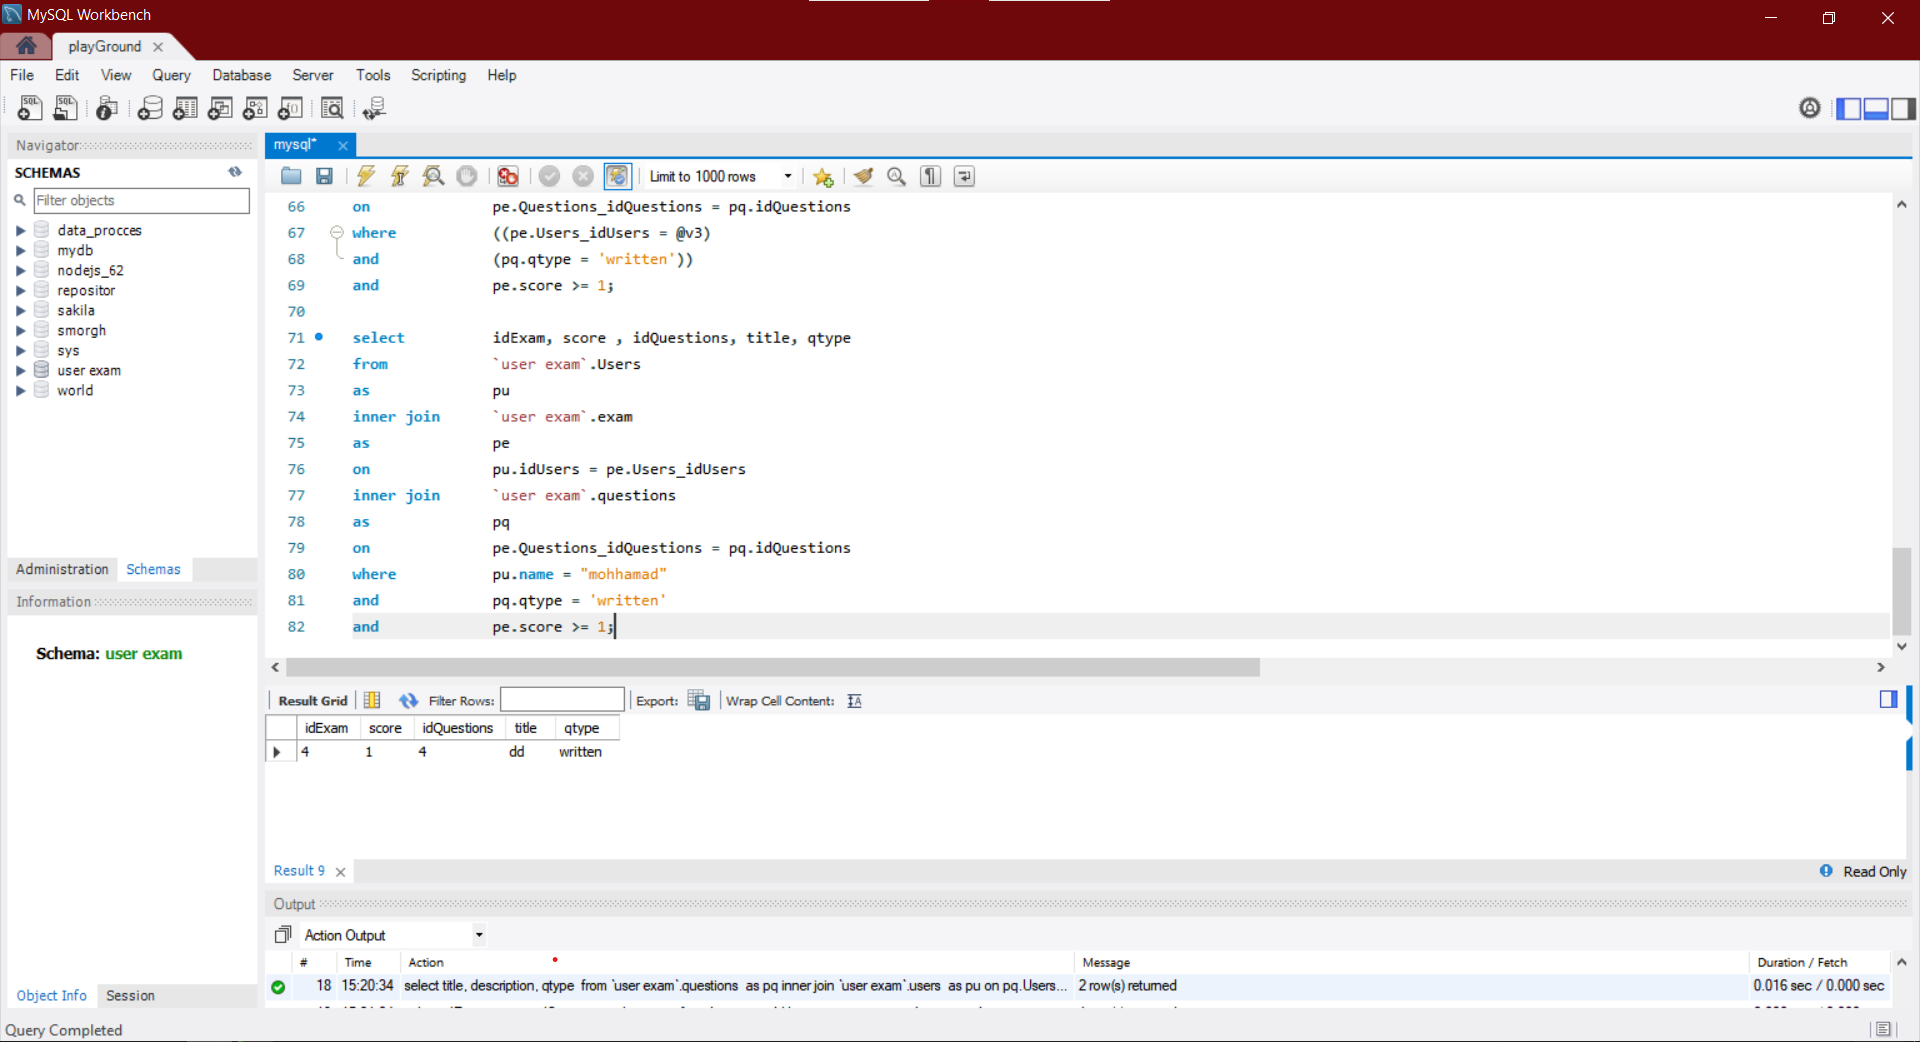 MySQL Workbench
playGround
File Edit View Query Database Server Tools Scripting Help
Navigator
SCHEMAS
Filter objects
data_procces
mydb
nodejs_62
repositor
sakila
smorgh
sys
user exam
world
Administration Schemas
Information
Schema: user exam
Object Info Session
mysql*
Limit to 1000 rows
66 on pe.Questions_idQuestions = pq.idQuestions
67 where ((pe.Users_idUsers = @v3)
68 and (pq.qtype = 'written'))
69 and pe.score >= 1;
70
71 select idExam, score , idQuestions, title, qtype
72 from `user exam`.Users
73 as pu
74 inner join `user exam`.exam
75 as pe
76 on pu.idUsers = pe.Users_idUsers
77 inner join `user exam`.questions
78 as pq
79 on pe.Questions_idQuestions = pq.idQuestions
80 where pu.name = "mohhamad"
81 and pq.qtype = 'written'
82 and pe.score >= 1;
Result Grid Filter Rows: Export: Wrap Cell Content:
idExam score idQuestions title qtype
4 1 4 dd written
Result 9 Read Only
Output
Action Output
# Time Action Message Duration / Fetch
18 15:20:34 select title, description, qtype from `user exam`.questions as pq inner join `user exam`.users as pu on pq.Users... 2 row(s) returned 0.016 sec / 0.000 sec
Query Completed